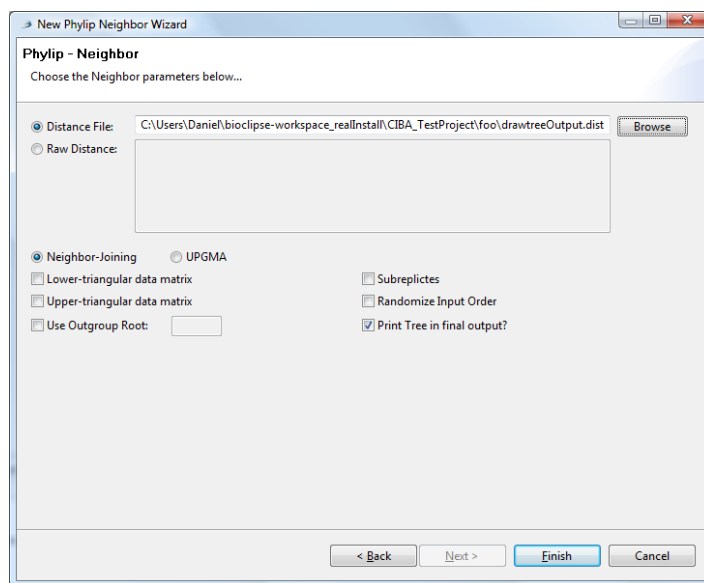 New Phylip Neighbor Wizard
Phylip - Neighbor
Choose the Neighbor parameters below...
Distance File: C:\Users\Daniel\bioclipse-workspace_realInstall\CIBA_TestProject\foo\drawtreeOutput.dist Browse
Raw Distance:
Neighbor-Joining UPGMA
Lower-triangular data matrix Subreplictes
Upper-triangular data matrix Randomize Input Order
Use Outgroup Root: Print Tree in final output?
< Back Next > Finish Cancel